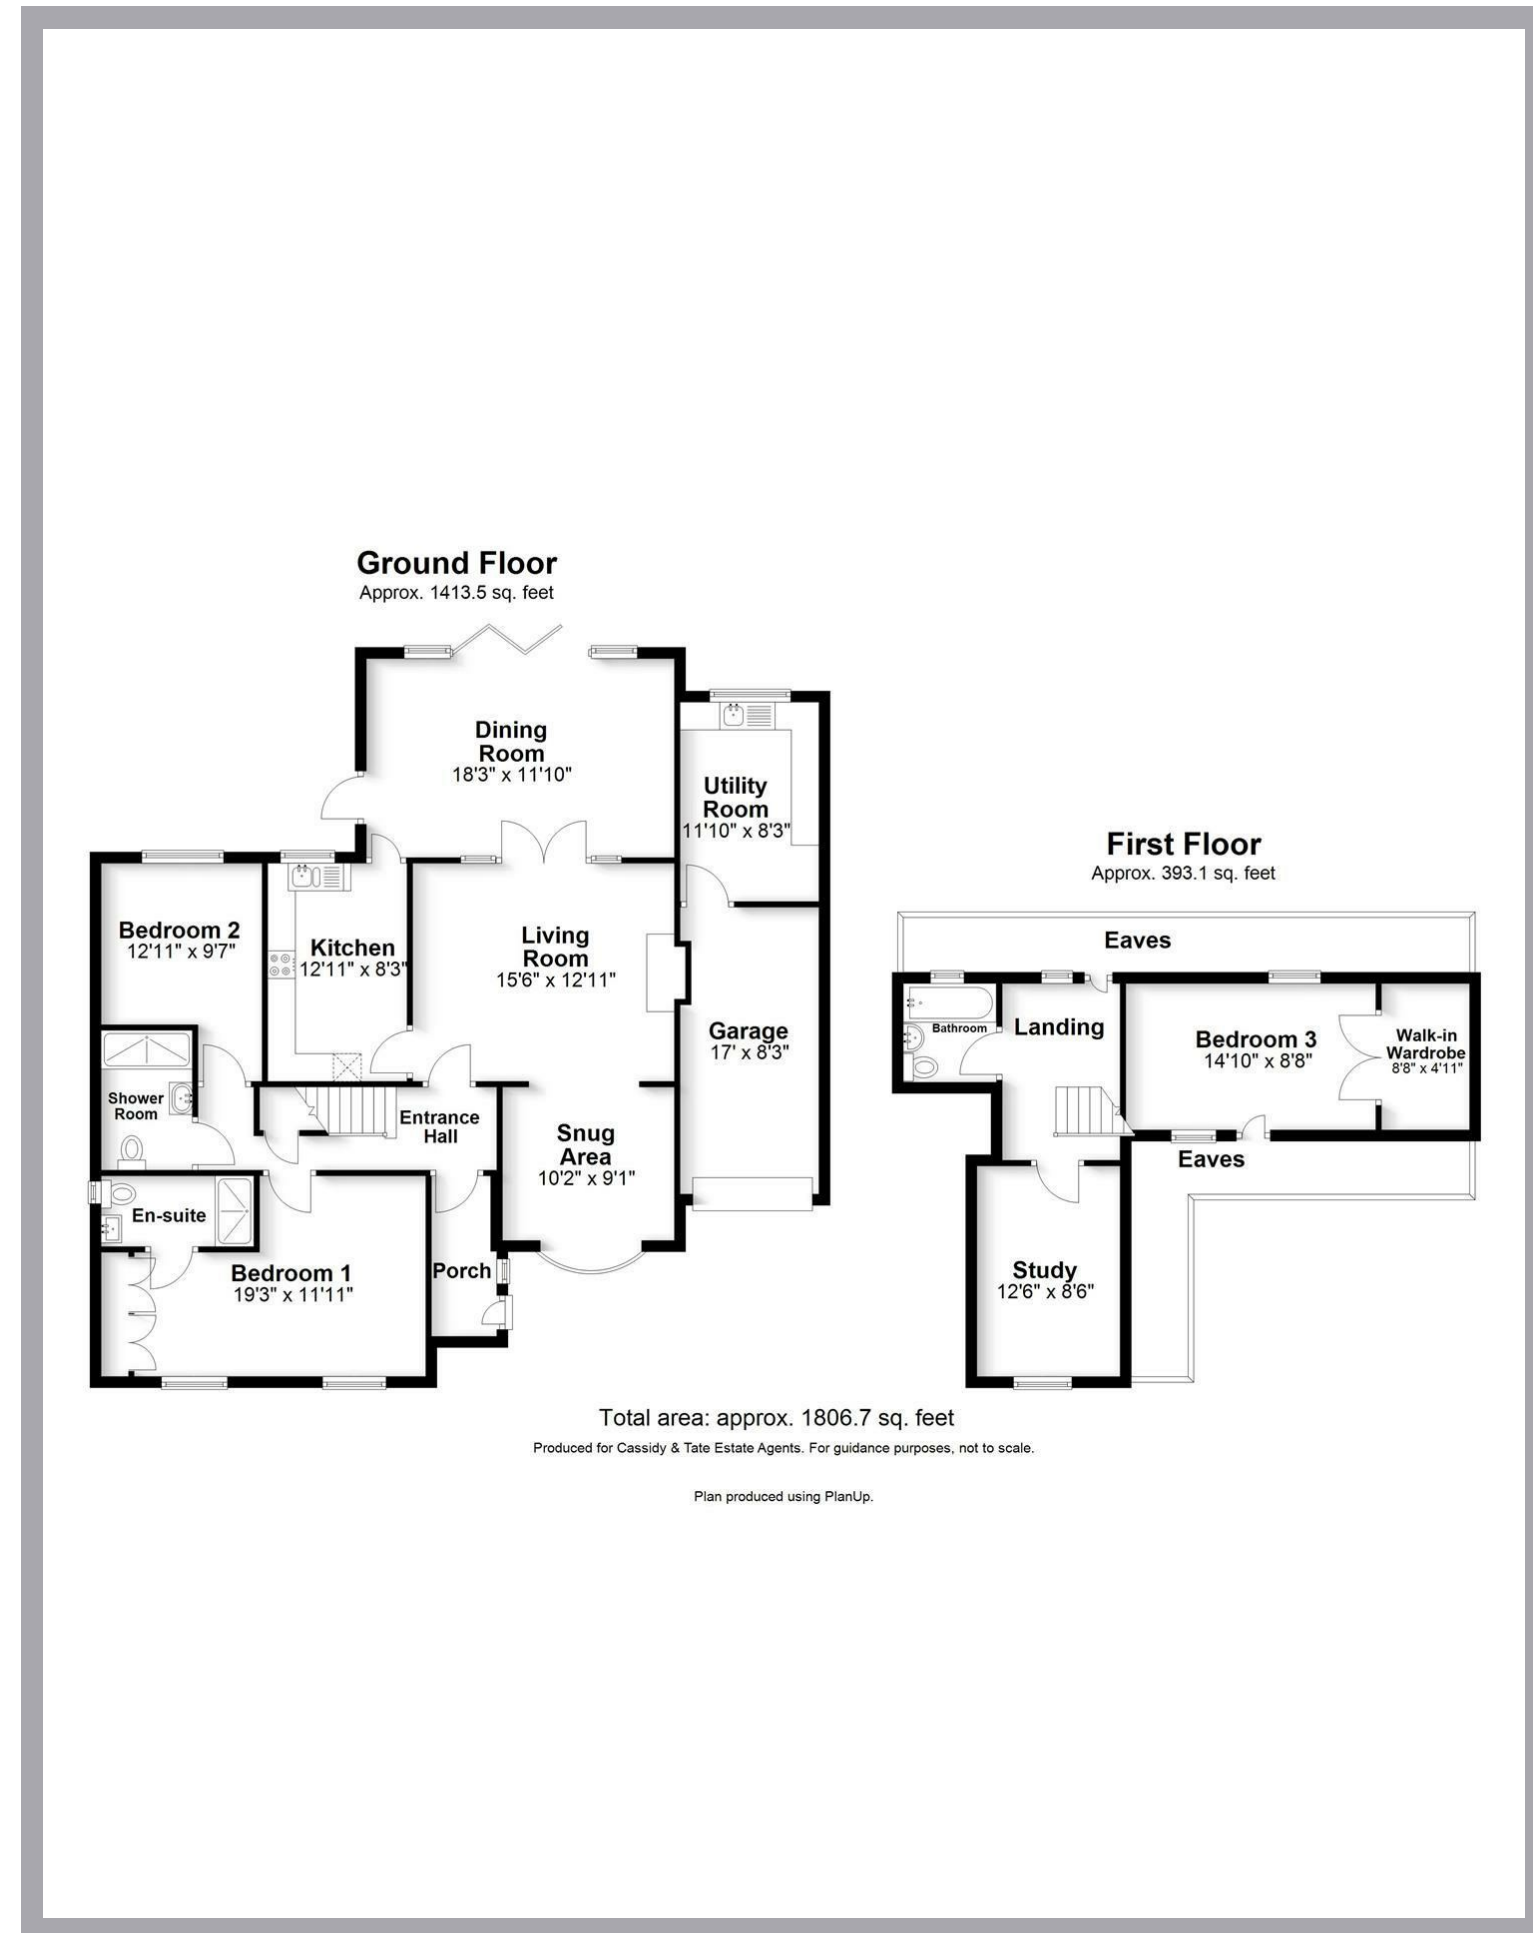 Ground Floor
Approx. 1413.5 sq. feet
Dining
Room
18'3" x 11'10"
Utility
Room
11'10" x 8'3"
Bedroom 2
12'11" x 9'7"
Kitchen
12'11" x 8'3"
Living
Room
15'6" x 12'11"
Garage
17' x 8'3"
Shower
Room
Entrance
Hall
Snug
Area
10'2" x 9'1"
En-suite
Bedroom 1
19'3" x 11'11"
Porch
First Floor
Approx. 393.1 sq. feet
Eaves
Bathroom
Landing
Bedroom 3
14'10" x 8'8"
Walk-in
Wardrobe
8'8" x 4'11"
Eaves
Study
12'6" x 8'6"
Total area: approx. 1806.7 sq. feet
Produced for Cassidy & Tate Estate Agents. For guidance purposes, not to scale.
Plan produced using PlanUp.